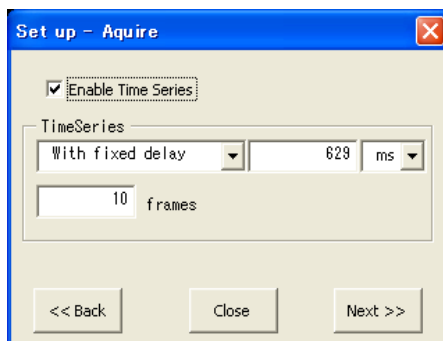 Set up - Aquire
Enable Time Series
TimeSeries
With fixed delay 629 ms
10 frames
<< Back Close Next >>